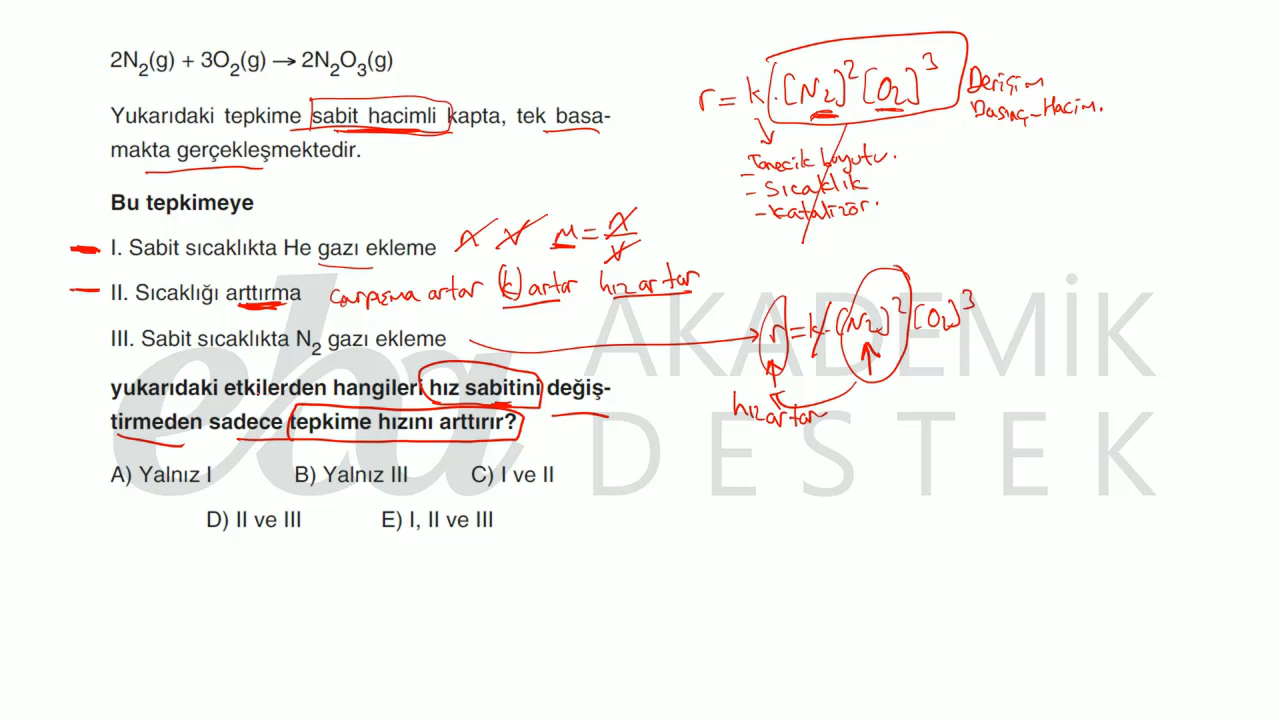 2N₂(g) + 3O₂(g) → 2N₂O₃(g)
Yukarıdaki tepkime sabit hacimli kapta, tek basa-
makta gerçekleşmektedir.
Bu tepkimeye
I. Sabit sıcaklıkta He gazı ekleme
II. Sıcaklığı arttırma
III. Sabit sıcaklıkta N₂ gazı ekleme
yukarıdaki etkilerden hangileri hız sabitini değiş-
tirmeden sadece tepkime hızını arttırır?
A) Yalnız I B) Yalnız III C) I ve II
D) II ve III E) I, II ve III
r = k.[N₂]²[O₂]³
Derişim
Basınç-Hacim.
Tanecik boyutu.
- Sıcaklık
- Katalizör.
n V M = n/V
çarpışma artar k artar hız artar
r = k.[N₂]²[O₂]³
hız artar
eba
AKADEMİK
DESTEK